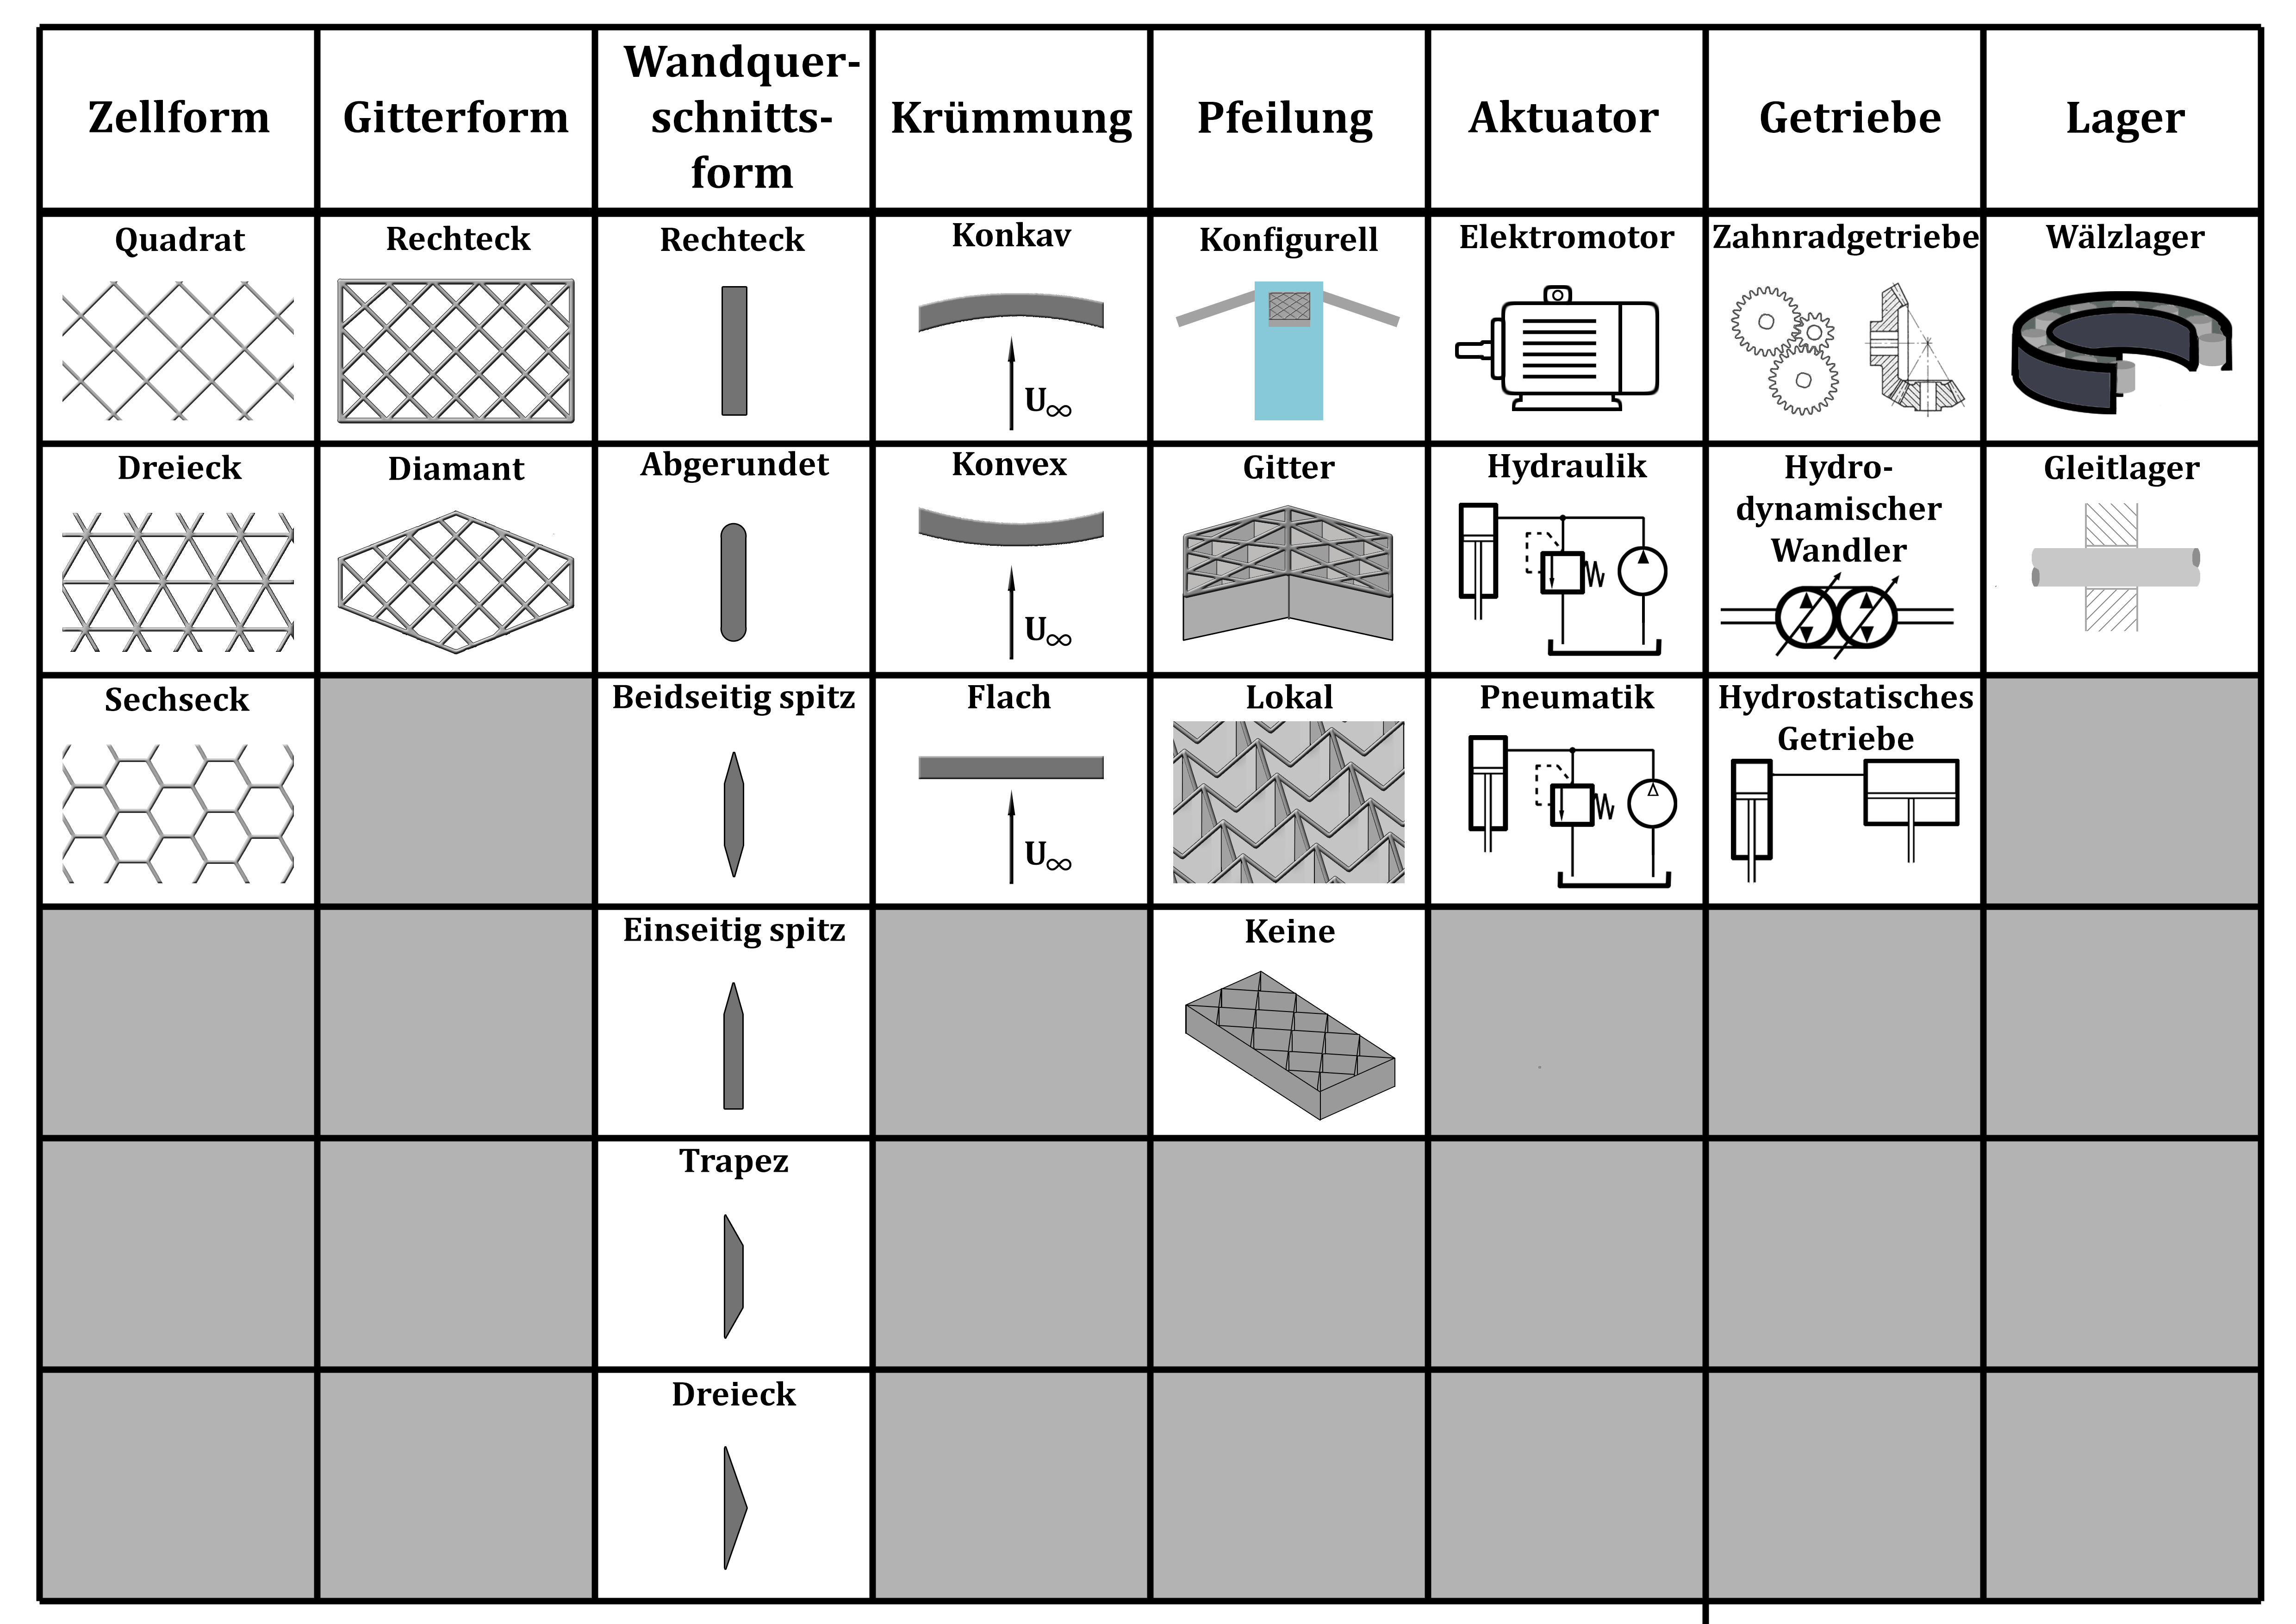 Zellform
Gitterform
Wandquer-
schnitts-
form
Krümmung
Pfeilung
Aktuator
Getriebe
Lager
Quadrat
Rechteck
Rechteck
Konkav
U∞
Konfigurell
Elektromotor
Zahnradgetriebe
Wälzlager
Dreieck
Diamant
Abgerundet
Konvex
U∞
Gitter
Hydraulik
Hydro-
dynamischer
Wandler
Gleitlager
Sechseck
Beidseitig spitz
Flach
U∞
Lokal
Pneumatik
Hydrostatisches
Getriebe
Einseitig spitz
Keine
Trapez
Dreieck